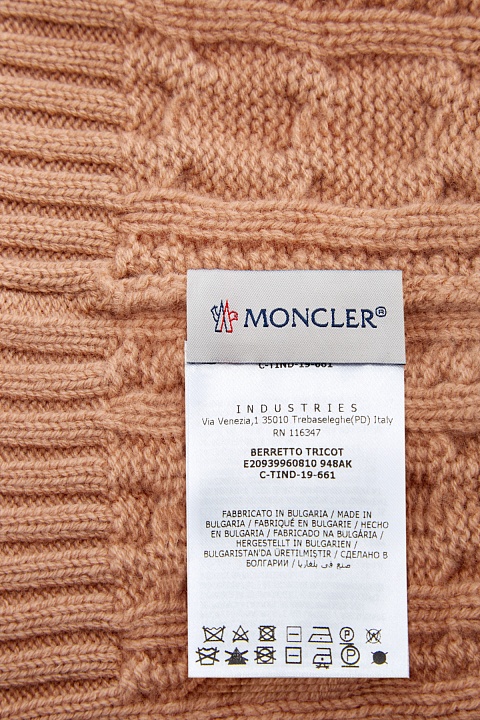 MONCLER®
C-TIND-19-661
INDUSTRIES
Via Venezia,1 35010 Trebaseleghe(PD) Italy
RN 116347
BERRETTO TRICOT
E20939960810 948AK
C-TIND-19-661
FABRICATO IN BULGARIA / MADE IN
BULGARIA / FABRIQUÉ EN BULGARIE / HECHO
EN BULGARIA / FABRICADO NA BULGÁRIA /
HERGESTELLT IN BULGARIEN /
BULGARISTAN'DA ÜRETILMIŞTIR / СДЕЛАНО В
БОЛГАРИИ / صنع في بلغاريا